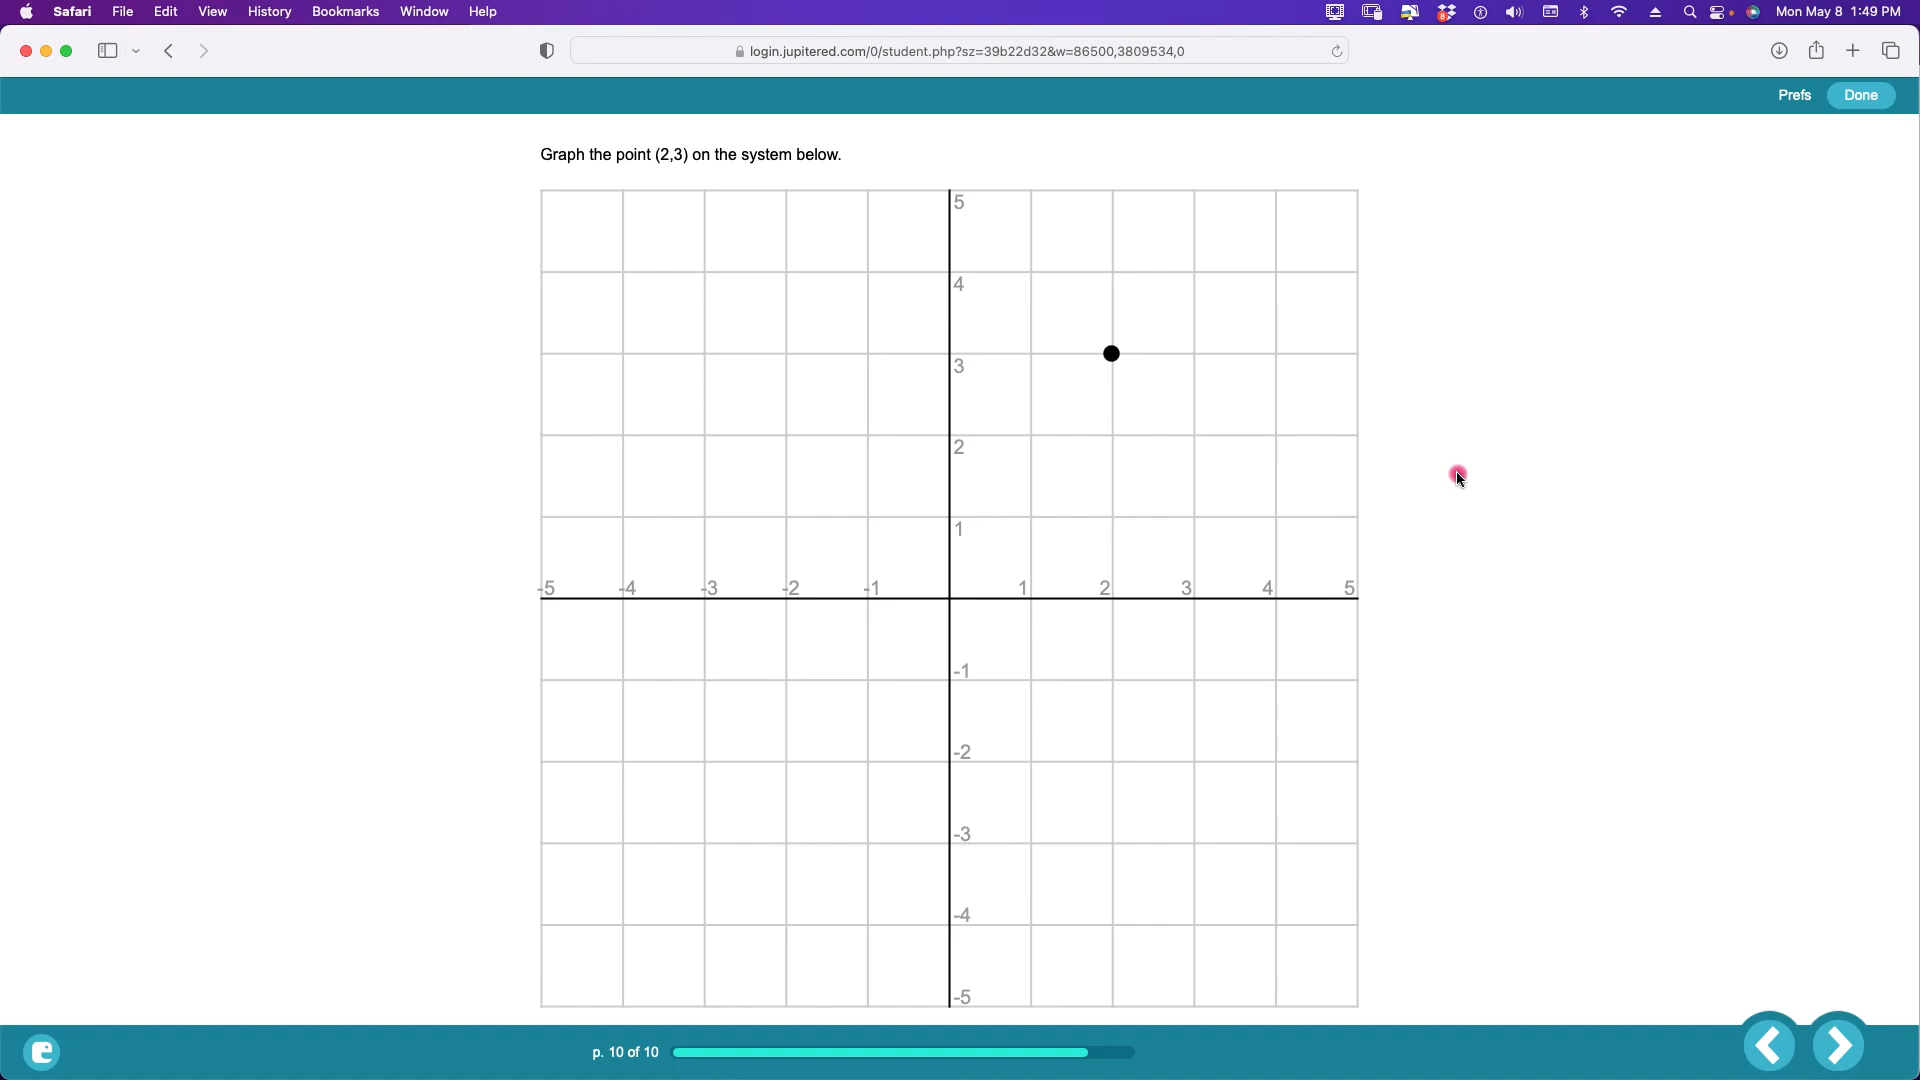 Safari File Edit View History Bookmarks Window Help Mon May 8 1:49 PM
login.jupitered.com/0/student.php?sz=39b22d32&w=86500,3809534,0
Prefs Done
Graph the point (2,3) on the system below.
5
4
3
2
1
-5 -4 -3 -2 -1 1 2 3 4 5
-1
-2
-3
-4
-5
p. 10 of 10